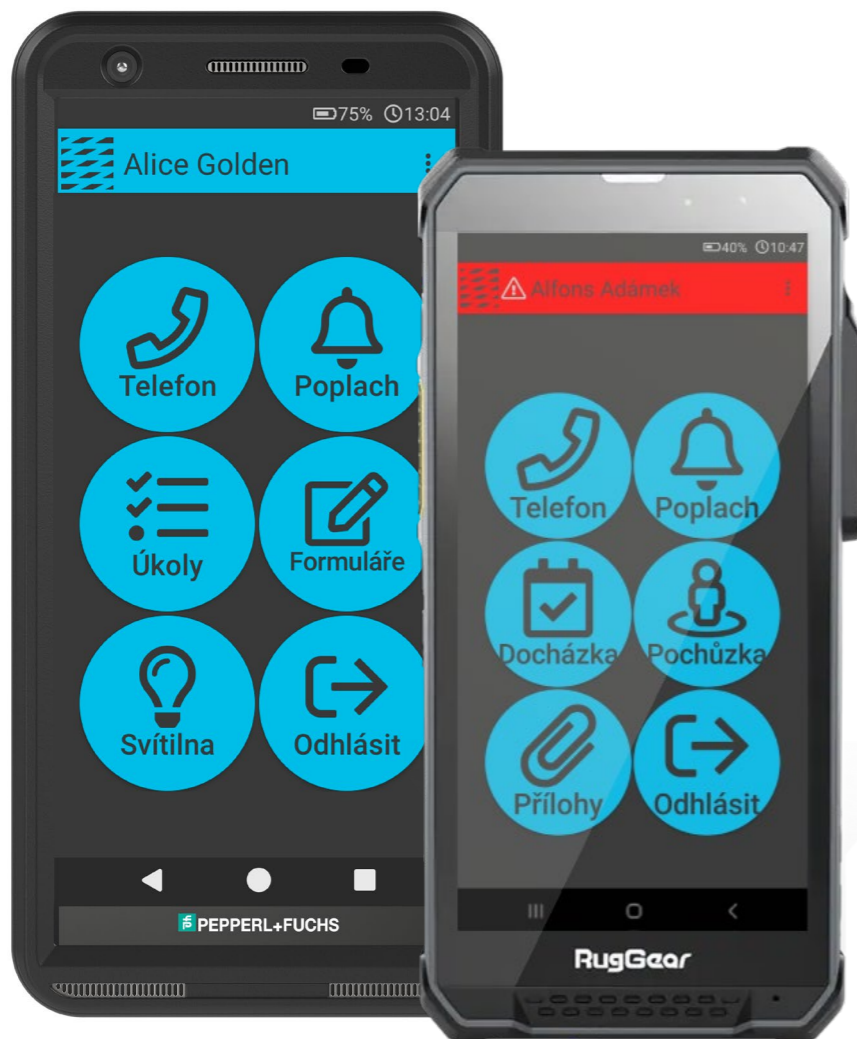 75% 13:04
Alice Golden
Telefon
Poplach
Úkoly
Formuláře
Svítilna
Odhlásit
PEPPERL+FUCHS
40% 10:47
Alfons Adámek
Telefon
Poplach
Docházka
Pochůzka
Přílohy
Odhlásit
RugGear